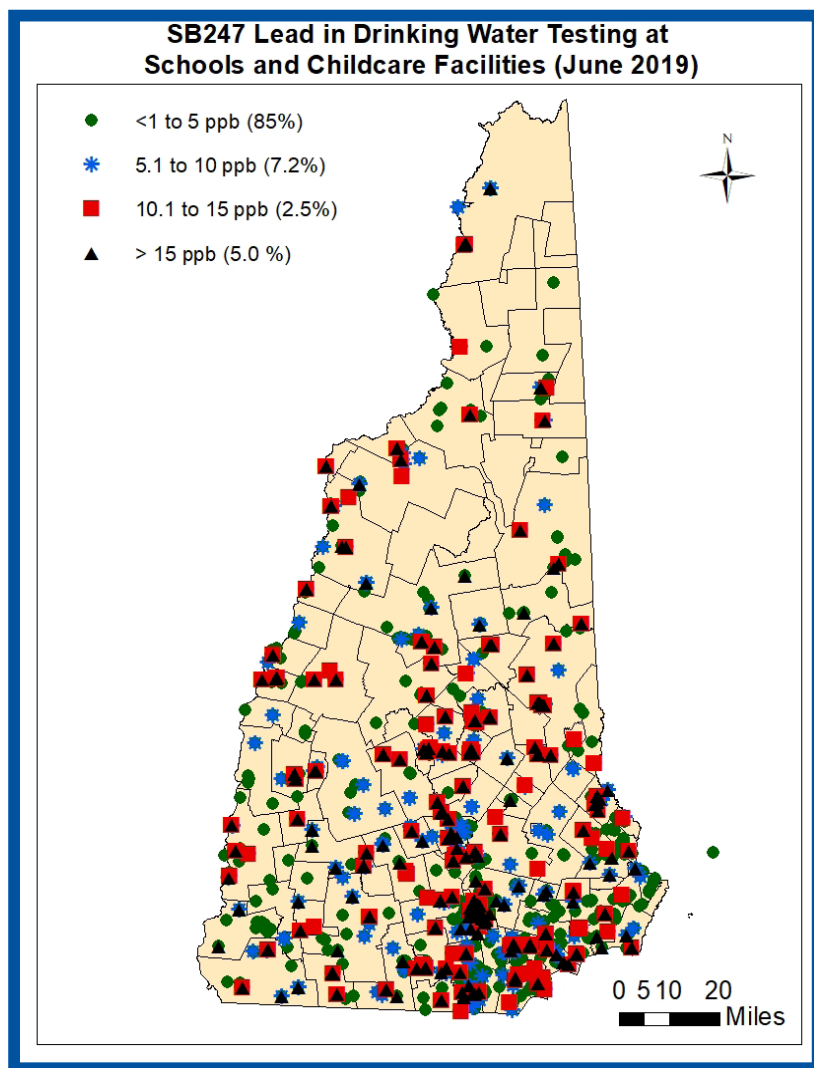 SB247 Lead in Drinking Water Testing at
Schools and Childcare Facilities (June 2019)
<1 to 5 ppb (85%)
5.1 to 10 ppb (7.2%)
10.1 to 15 ppb (2.5%)
> 15 ppb (5.0 %)
N
0 5 10 20
Miles